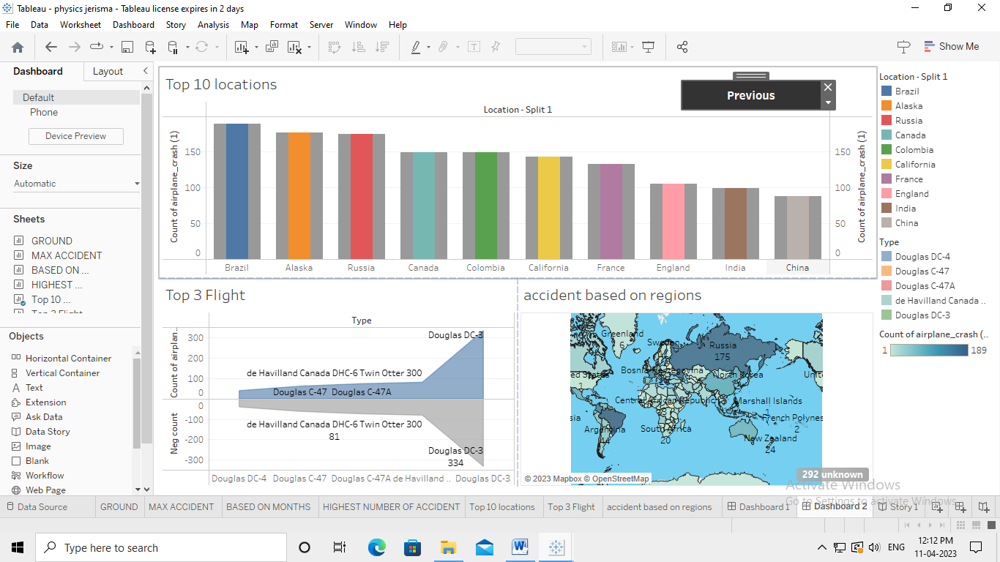 Tableau - physics jerisma - Tableau license expires in 2 days
File Data Worksheet Dashboard Story Analysis Map Format Server Window Help
Show Me
Dashboard Layout
Default
Phone
Device Preview
Size
Automatic
Sheets
GROUND
MAX ACCIDENT
BASED ON ...
HIGHEST ...
Top 10 ...
Objects
Horizontal Container
Vertical Container
Text
Extension
Ask Data
Data Story
Image
Blank
Workflow
Web Page
Top 10 locations
Previous
Location - Split 1
Count of airplane_crash (1)
150
100
50
0
Brazil Alaska Russia Canada Colombia California France England India China
150
100
50
0
Count of airplane_crash (1)
Top 3 Flight
Type
Count of airplan..
300
200
100
0
Neg count
0
-100
-200
-300
Douglas DC-3
de Havilland Canada DHC-6 Twin Otter 300
Douglas C-47 Douglas C-47A
de Havilland Canada DHC-6 Twin Otter 300
81
Douglas DC-3
334
Douglas DC-4 Douglas C-47 Douglas C-47A de Havilland .. Douglas DC-3
accident based on regions
Greenland
6
Sweden
Russia
175
ed States
1
North Korea
Unit
Central African Republic
3
Marshall Islands
1
sia
French Polynes
2
Argentina
44
South Africa
20
New Zealand
24
292 unknown
© 2023 Mapbox © OpenStreetMap
Location - Split 1
Brazil
Alaska
Russia
Canada
Colombia
California
France
England
India
China
Type
Douglas DC-4
Douglas C-47
Douglas C-47A
de Havilland Canada ..
Douglas DC-3
Count of airplane_crash (..
1 189
Activate Windows
Go to Settings to activate Windows.
Data Source GROUND MAX ACCIDENT BASED ON MONTHS HIGHEST NUMBER OF ACCIDENT Top 10 locations Top 3 Flight accident based on regions Dashboard 1 Dashboard 2 Story 1
Type here to search
ENG
12:12 PM
11-04-2023